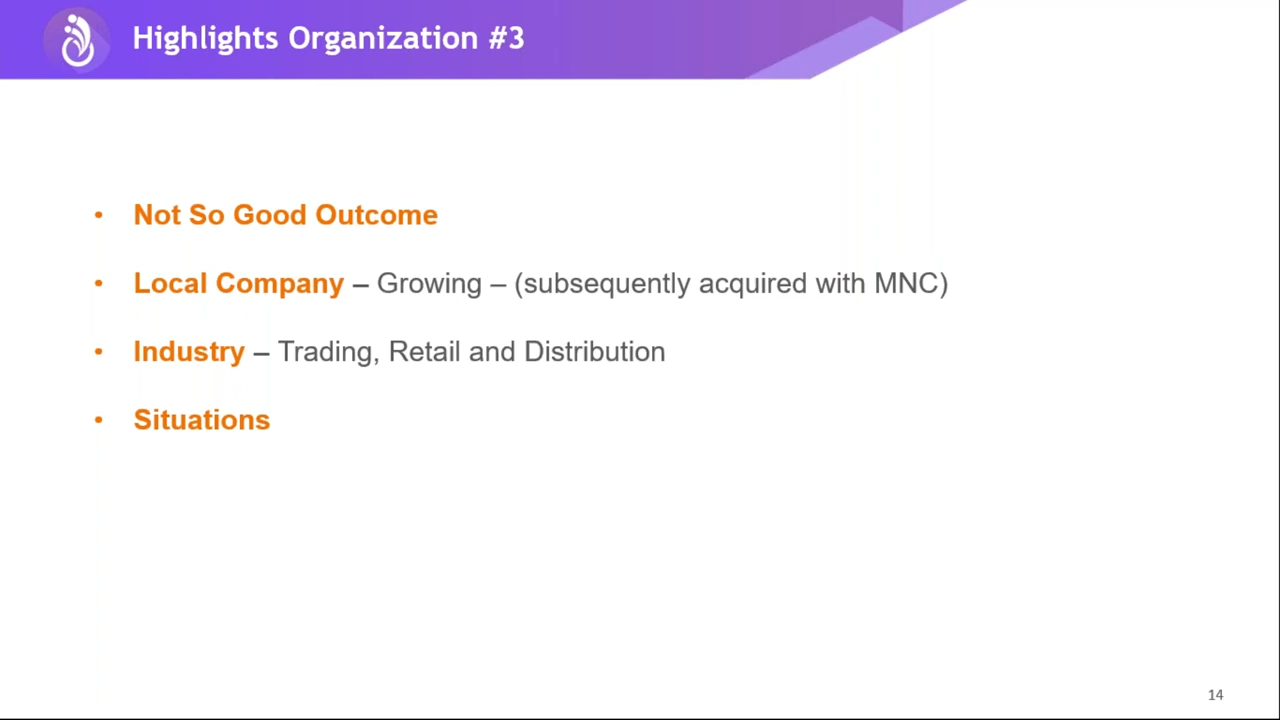 Highlights Organization #3
• Not So Good Outcome
• Local Company – Growing – (subsequently acquired with MNC)
• Industry – Trading, Retail and Distribution
• Situations
14